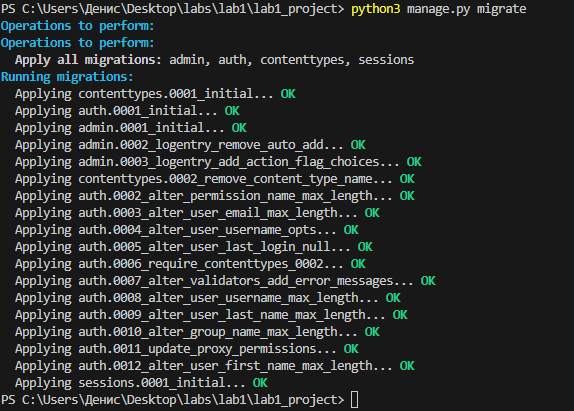 PS C:\Users\Денис\Desktop\labs\lab1\lab1_project> python3 manage.py migrate
Operations to perform:
Operations to perform:
  Apply all migrations: admin, auth, contenttypes, sessions
Running migrations:
  Applying contenttypes.0001_initial... OK
  Applying auth.0001_initial... OK
  Applying admin.0001_initial... OK
  Applying admin.0002_logentry_remove_auto_add... OK
  Applying admin.0003_logentry_add_action_flag_choices... OK
  Applying contenttypes.0002_remove_content_type_name... OK
  Applying auth.0002_alter_permission_name_max_length... OK
  Applying auth.0003_alter_user_email_max_length... OK
  Applying auth.0004_alter_user_username_opts... OK
  Applying auth.0005_alter_user_last_login_null... OK
  Applying auth.0006_require_contenttypes_0002... OK
  Applying auth.0007_alter_validators_add_error_messages... OK
  Applying auth.0008_alter_user_username_max_length... OK
  Applying auth.0009_alter_user_last_name_max_length... OK
  Applying auth.0010_alter_group_name_max_length... OK
  Applying auth.0011_update_proxy_permissions... OK
  Applying auth.0012_alter_user_first_name_max_length... OK
  Applying sessions.0001_initial... OK
PS C:\Users\Денис\Desktop\labs\lab1\lab1_project>